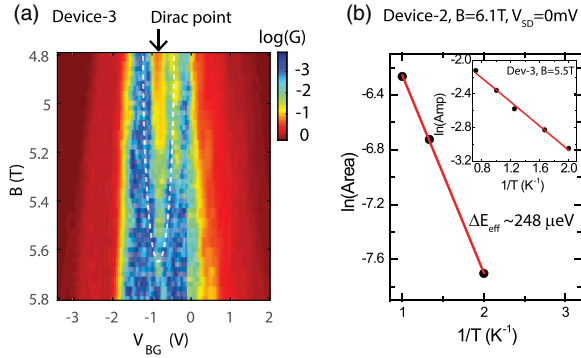 (a) Device-3 Dirac point
log(G)
-3
-2
-1
0
4.8
5.0
5.2
5.4
5.6
5.8
B (T)
-3 -2 -1 0 1 2
V_BG (V)
(b) Device-2, B=6.1T, V_SD=0mV
-6.4
-6.8
-7.2
-7.6
ln(Area)
1 2 3
1/T (K⁻¹)
ΔE_eff ~248 μeV
Dev-3, B=5.5T
-2.0
-2.4
-2.8
-3.2
ln(Amp)
0.8 1.2 1.6 2.0
1/T (K⁻¹)